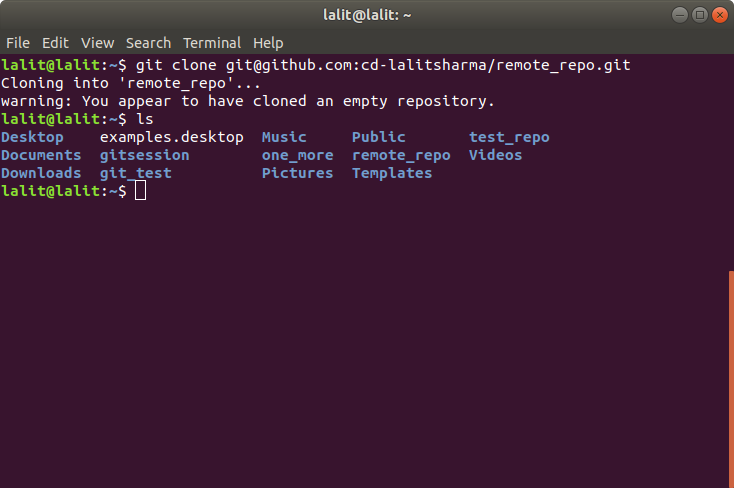 lalit@lalit: ~
File Edit View Search Terminal Help
lalit@lalit:~$ git clone git@github.com:cd-lalitsharma/remote_repo.git
Cloning into 'remote_repo'...
warning: You appear to have cloned an empty repository.
lalit@lalit:~$ ls
Desktop    examples.desktop  Music     Public       test_repo
Documents  gitsession        one_more  remote_repo  Videos
Downloads  git_test          Pictures  Templates
lalit@lalit:~$